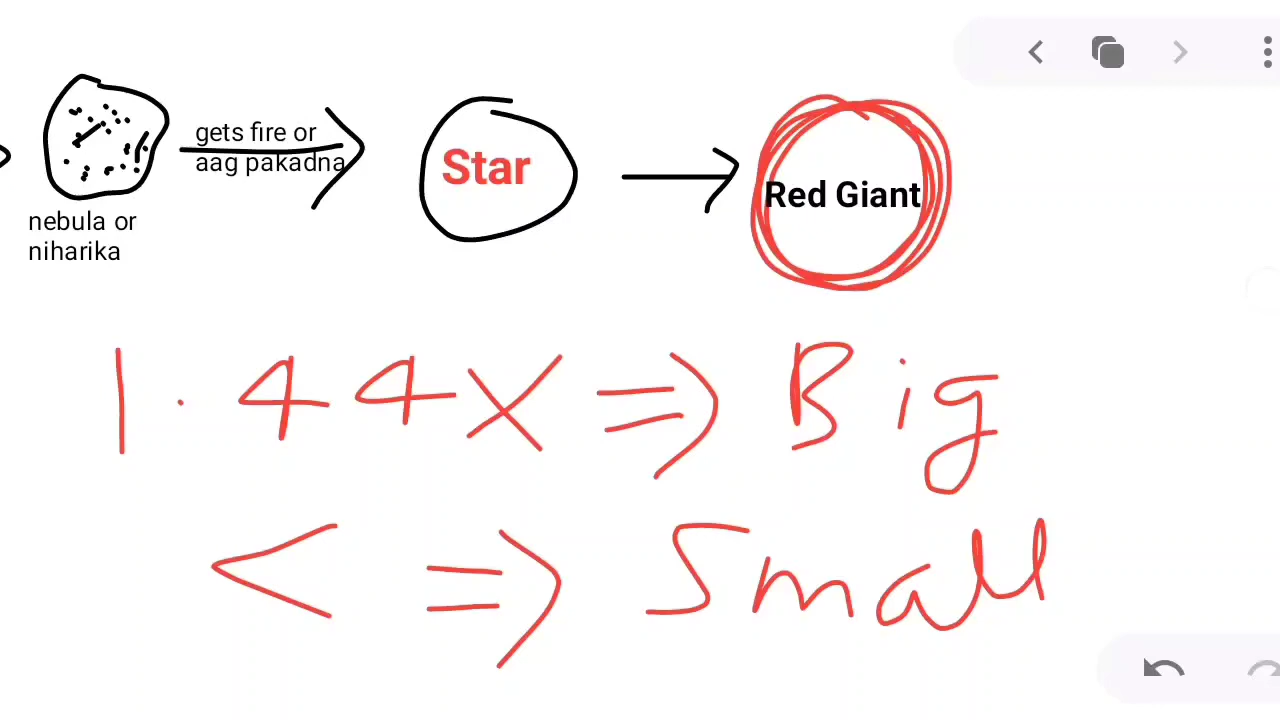 gets fire or
aag pakadna
nebula or
niharika
Star
Red Giant
1.44X => Big
< => Small